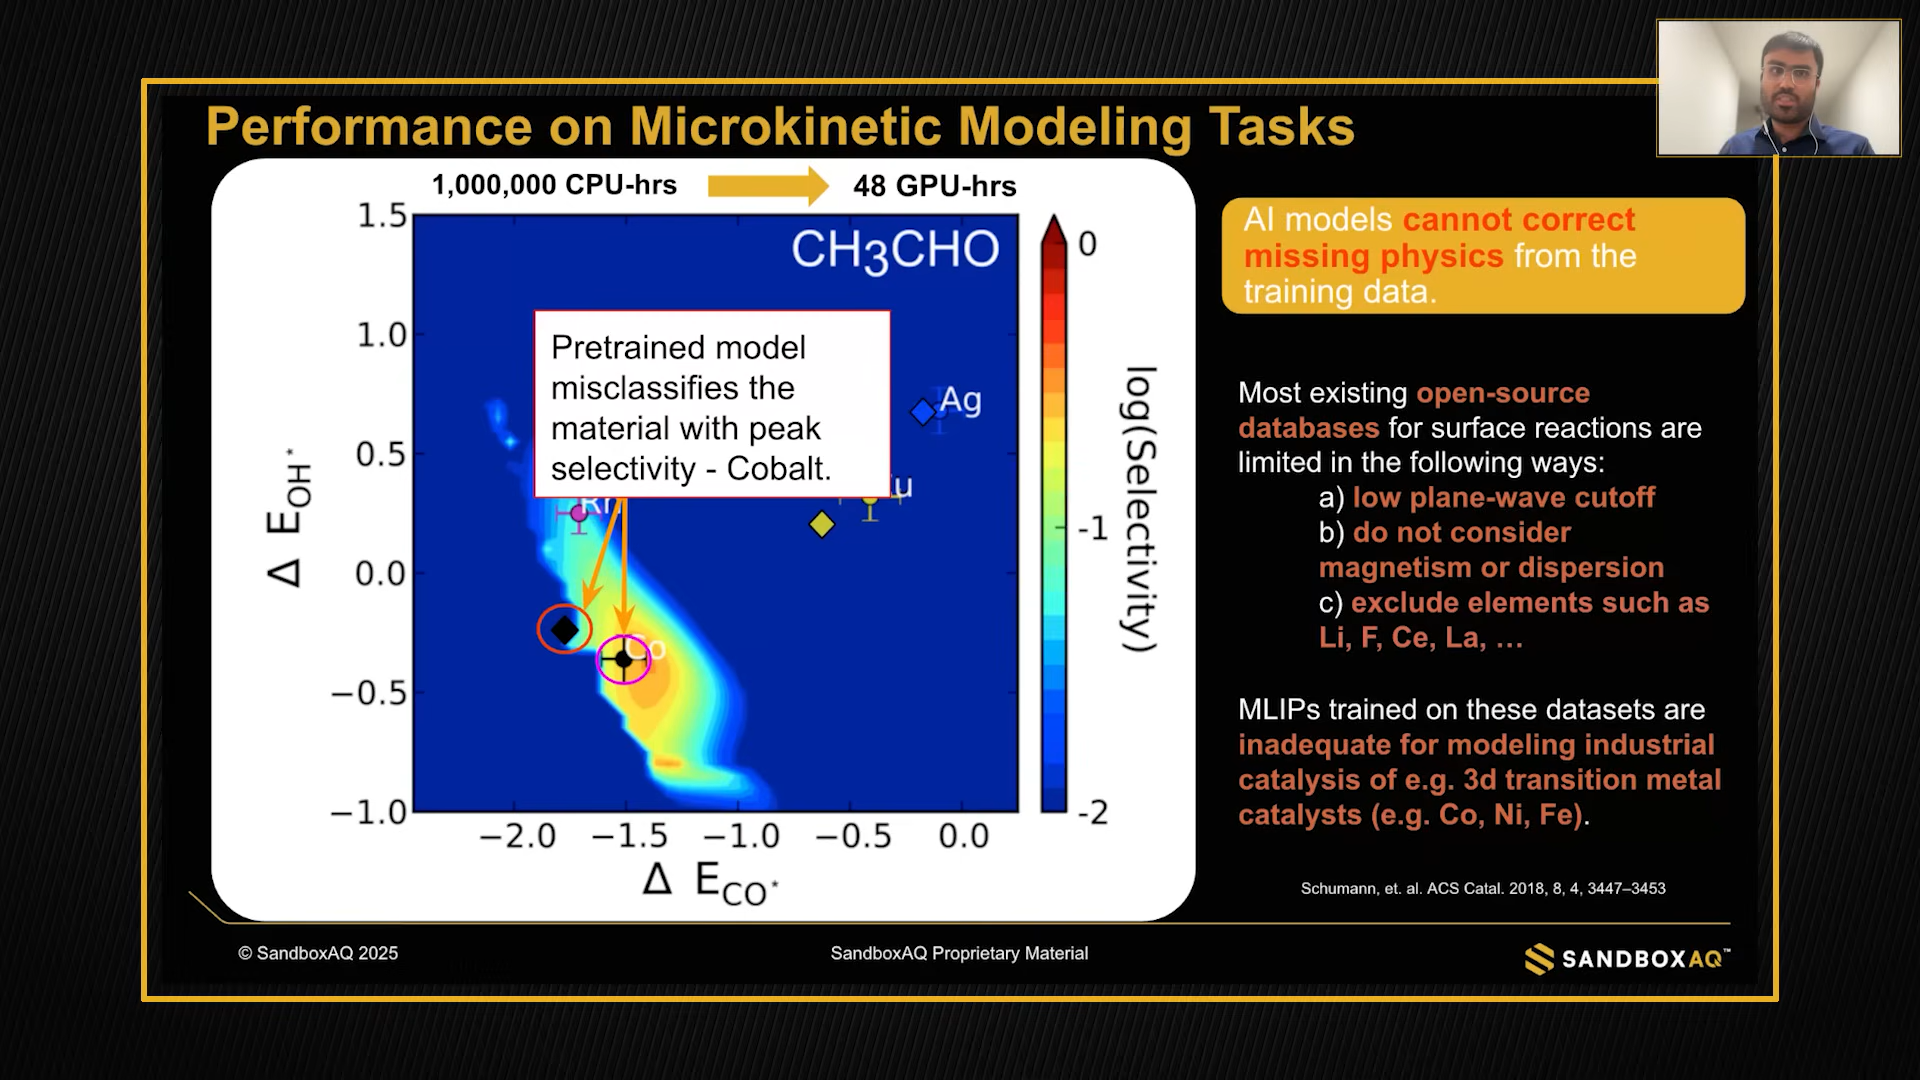 Performance on Microkinetic Modeling Tasks
1,000,000 CPU-hrs
48 GPU-hrs
CH3CHO
Pretrained model
misclassifies the
material with peak
selectivity - Cobalt.
Ag
u
Rh
Co
1.5
1.0
0.5
0.0
−0.5
−1.0
Δ E_OH*
−2.0 −1.5 −1.0 −0.5 0.0
Δ E_CO*
0
-1
-2
log(Selectivity)
AI models cannot correct
missing physics from the
training data.
Most existing open-source
databases for surface reactions are
limited in the following ways:
a) low plane-wave cutoff
b) do not consider
magnetism or dispersion
c) exclude elements such as
Li, F, Ce, La, …
MLIPs trained on these datasets are
inadequate for modeling industrial
catalysis of e.g. 3d transition metal
catalysts (e.g. Co, Ni, Fe).
Schumann, et. al. ACS Catal. 2018, 8, 4, 3447–3453
© SandboxAQ 2025
SandboxAQ Proprietary Material
SANDBOXAQ™